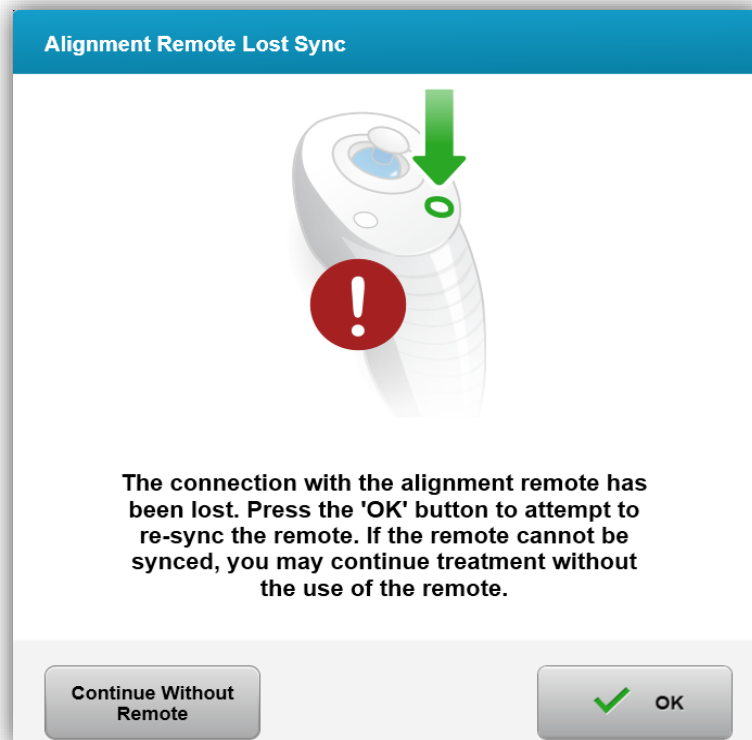 Alignment Remote Lost Sync
The connection with the alignment remote has
been lost. Press the 'OK' button to attempt to
re-sync the remote. If the remote cannot be
synced, you may continue treatment without
the use of the remote.
Continue Without
Remote
OK